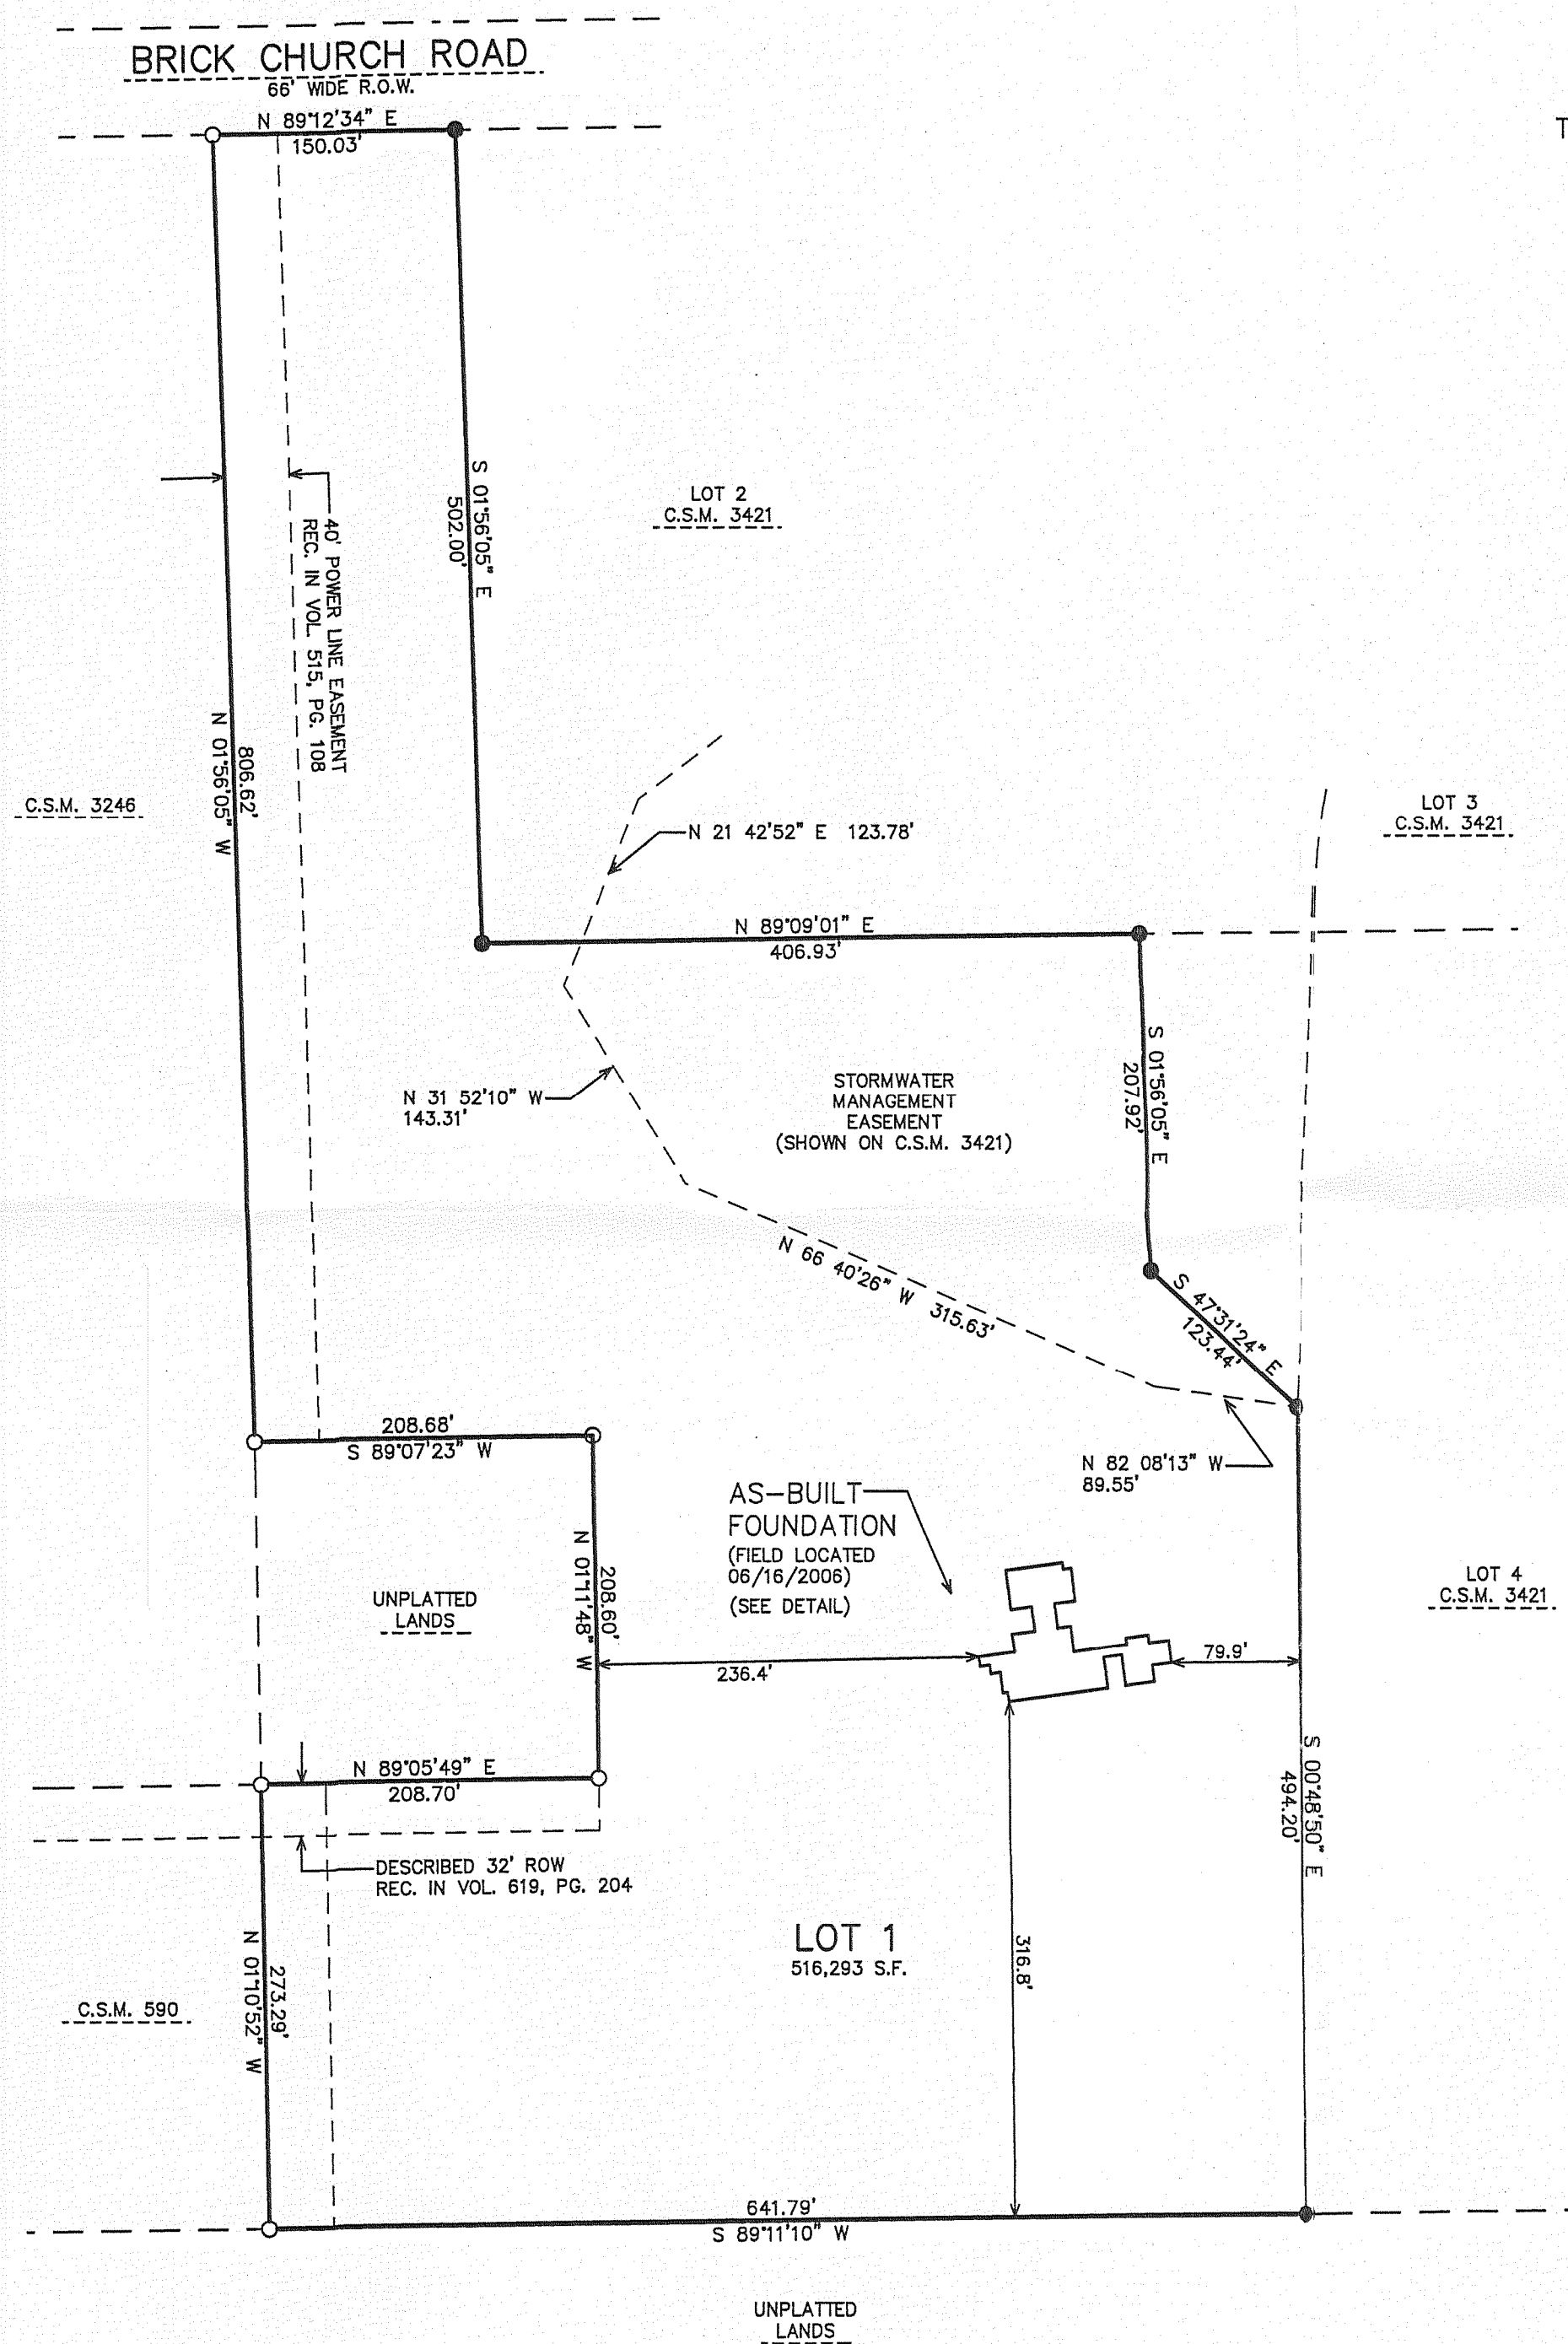 BRICK CHURCH ROAD
66' WIDE R.O.W.
N 89°12'34" E
150.03'
T
S 01°56'05" E
502.00'
LOT 2
C.S.M. 3421
40' POWER LINE EASEMENT
REC. IN VOL. 515, PG. 108
806.62'
N 01°56'05" W
C.S.M. 3246
LOT 3
C.S.M. 3421
N 21 42'52" E 123.78'
N 89°09'01" E
406.93'
S 01°56'05" E
207.92'
STORMWATER
MANAGEMENT
EASEMENT
(SHOWN ON C.S.M. 3421)
N 31 52'10" W
143.31'
N 66 40'26" W 315.63'
S 47°31'24" E
123.44'
208.68'
S 89°07'23" W
N 82 08'13" W
89.55'
AS-BUILT
FOUNDATION
(FIELD LOCATED
06/16/2006)
(SEE DETAIL)
208.60'
N 01°11'48" W
UNPLATTED
LANDS
LOT 4
C.S.M. 3421
236.4'
79.9'
N 89°05'49" E
208.70'
S 00°48'50" E
494.20'
DESCRIBED 32' ROW
REC. IN VOL. 619, PG. 204
LOT 1
516,293 S.F.
316.8'
C.S.M. 590
273.29'
N 01°10'52" W
641.79'
S 89°11'10" W
UNPLATTED
LANDS